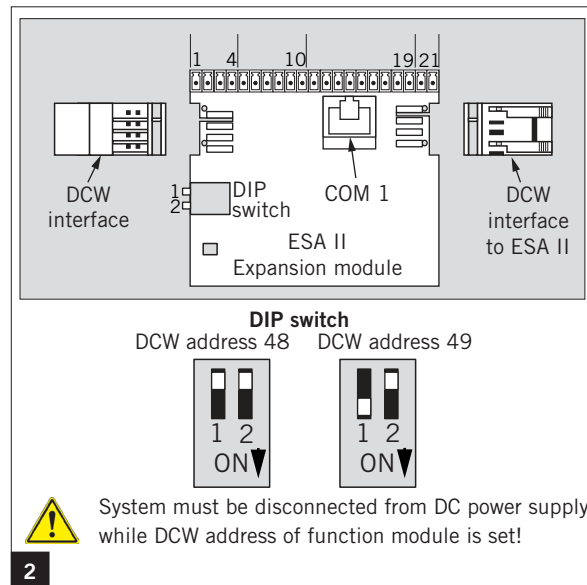 1 4 10 19 21
DCW
interface
1
2
DIP
switch
COM 1
DCW
interface
to ESA II
ESA II
Expansion module
DIP switch
DCW address 48 DCW address 49
1 2
ON
1 2
ON
System must be disconnected from DC power supply
while DCW address of function module is set!
2